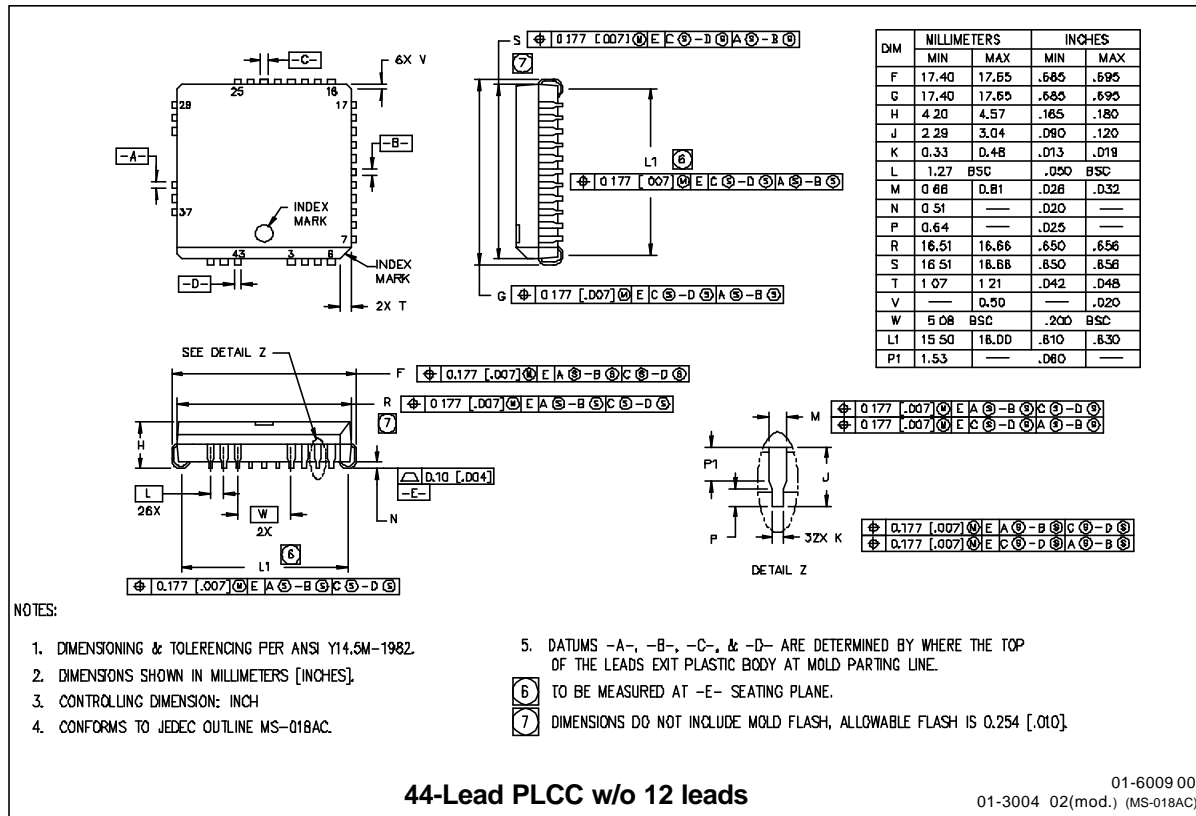 S ⌖ 0.177 [.007] Ⓜ E C Ⓢ -D Ⓢ A Ⓢ -B Ⓢ
7
-C-
6X V
25
16
29
17
-B-
-A-
L1 6
⌖ 0.177 [.007] Ⓜ E C Ⓢ -D Ⓢ A Ⓢ -B Ⓢ
37
INDEX
MARK
7
43
3
6
-D-
INDEX
MARK
2X T
G ⌖ 0.177 [.007] Ⓜ E C Ⓢ -D Ⓢ A Ⓢ -B Ⓢ
DIM MILLIMETERS INCHES
MIN MAX MIN MAX
F 17.40 17.65 .685 .695
G 17.40 17.65 .685 .695
H 4.20 4.57 .165 .180
J 2.29 3.04 .090 .120
K 0.33 0.48 .013 .019
L 1.27 BSC .050 BSC
M 0.66 0.81 .026 .032
N 0.51 — .020 —
P 0.64 — .025 —
R 16.51 16.66 .650 .656
S 16.51 16.66 .650 .656
T 1.07 1.21 .042 .048
V — 0.50 — .020
W 5.08 BSC .200 BSC
L1 15.50 16.00 .610 .630
P1 1.53 — .060 —
SEE DETAIL Z
F ⌖ 0.177 [.007] Ⓜ E A Ⓢ -B Ⓢ C Ⓢ -D Ⓢ
R ⌖ 0.177 [.007] Ⓜ E A Ⓢ -B Ⓢ C Ⓢ -D Ⓢ
7
H
0.10 [.004]
-E-
L
26X
W
2X
N
6
L1
⌖ 0.177 [.007] Ⓜ E A Ⓢ -B Ⓢ C Ⓢ -D Ⓢ
M ⌖ 0.177 [.007] Ⓜ E A Ⓢ -B Ⓢ C Ⓢ -D Ⓢ
⌖ 0.177 [.007] Ⓜ E C Ⓢ -D Ⓢ A Ⓢ -B Ⓢ
P1
J
P
32X K
⌖ 0.177 [.007] Ⓜ E A Ⓢ -B Ⓢ C Ⓢ -D Ⓢ
⌖ 0.177 [.007] Ⓜ E C Ⓢ -D Ⓢ A Ⓢ -B Ⓢ
DETAIL Z
NOTES:
1. DIMENSIONING & TOLERENCING PER ANSI Y14.5M-1982.
2. DIMENSIONS SHOWN IN MILLIMETERS [INCHES].
3. CONTROLLING DIMENSION: INCH
4. CONFORMS TO JEDEC OUTLINE MS-018AC.
5. DATUMS -A-, -B-, -C-, & -D- ARE DETERMINED BY WHERE THE TOP
OF THE LEADS EXIT PLASTIC BODY AT MOLD PARTING LINE.
6 TO BE MEASURED AT -E- SEATING PLANE.
7 DIMENSIONS DO NOT INCLUDE MOLD FLASH, ALLOWABLE FLASH IS 0.254 [.010].
44-Lead PLCC w/o 12 leads
01-6009 00
01-3004 02(mod.) (MS-018AC)